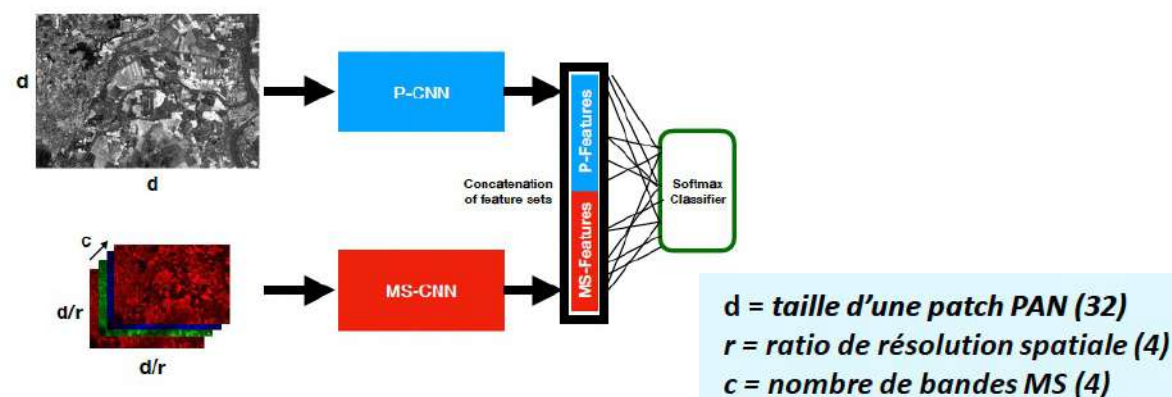 d
d
P-CNN
P-Features
Concatenation
of feature sets
Softmax
Classifier
c
d/r
d/r
MS-CNN
MS-Features
d = taille d'une patch PAN (32)
r = ratio de résolution spatiale (4)
c = nombre de bandes MS (4)